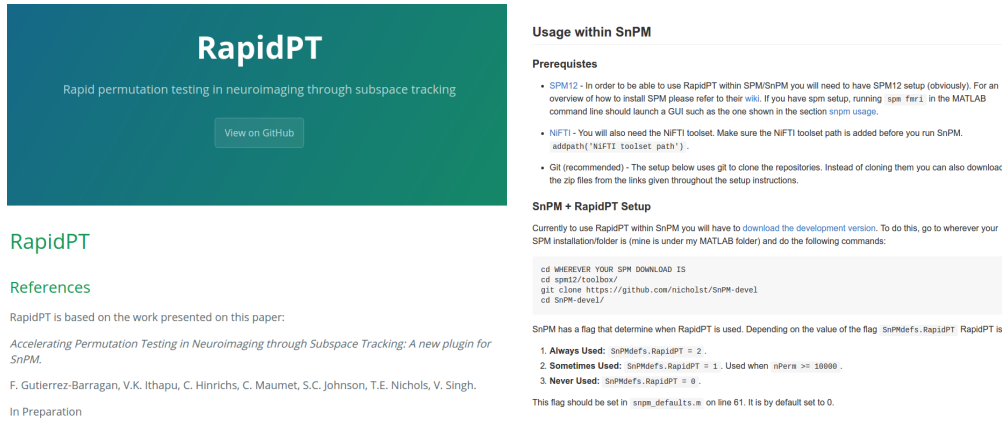 RapidPT
Rapid permutation testing in neuroimaging through subspace tracking
View on GitHub
RapidPT
References
RapidPT is based on the work presented on this paper:
Accelerating Permutation Testing in Neuroimaging through Subspace Tracking: A new plugin for
SnPM.
F. Gutierrez-Barragan, V.K. Ithapu, C. Hinrichs, C. Maumet, S.C. Johnson, T.E. Nichols, V. Singh.
In Preparation
Usage within SnPM
Prerequistes
• SPM12 - In order to be able to use RapidPT within SPM/SnPM you will need to have SPM12 setup (obviously). For an
overview of how to install SPM please refer to their wiki. If you have spm setup, running spm fmri in the MATLAB
command line should launch a GUI such as the one shown in the section snpm usage.
• NiFTI - You will also need the NiFTI toolset. Make sure the NiFTI toolset path is added before you run SnPM.
addpath('NiFTI toolset path') .
• Git (recommended) - The setup below uses git to clone the repositories. Instead of cloning them you can also download
the zip files from the links given throughout the setup instructions.
SnPM + RapidPT Setup
Currently to use RapidPT within SnPM you will have to download the development version. To do this, go to wherever your
SPM installation/folder is (mine is under my MATLAB folder) and do the following commands:
cd WHEREVER YOUR SPM DOWNLOAD IS
cd spm12/toolbox/
git clone https://github.com/nicholst/SnPM-devel
cd SnPM-devel/
SnPM has a flag that determine when RapidPT is used. Depending on the value of the flag SnPMdefs.RapidPT RapidPT is
1. Always Used: SnPMdefs.RapidPT = 2 .
2. Sometimes Used: SnPMdefs.RapidPT = 1 . Used when nPerm >= 10000 .
3. Never Used: SnPMdefs.RapidPT = 0 .
This flag should be set in snpm_defaults.m on line 61. It is by default set to 0.